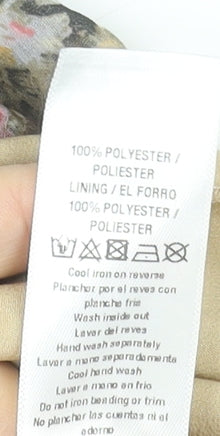 100% POLYESTER /
POLIESTER
LINING / EL FORRO
100% POLYESTER /
POLIESTER
Cool iron on reverse
Planchar por el reves con
plancha fria
Wash inside out
Lavar del reves
Hand wash separately
Lavar a mano separadamente
Cool hand wash
Lavar a mano en frio
Do not iron beading or trim
No planchar las cuentas ni el
adorno